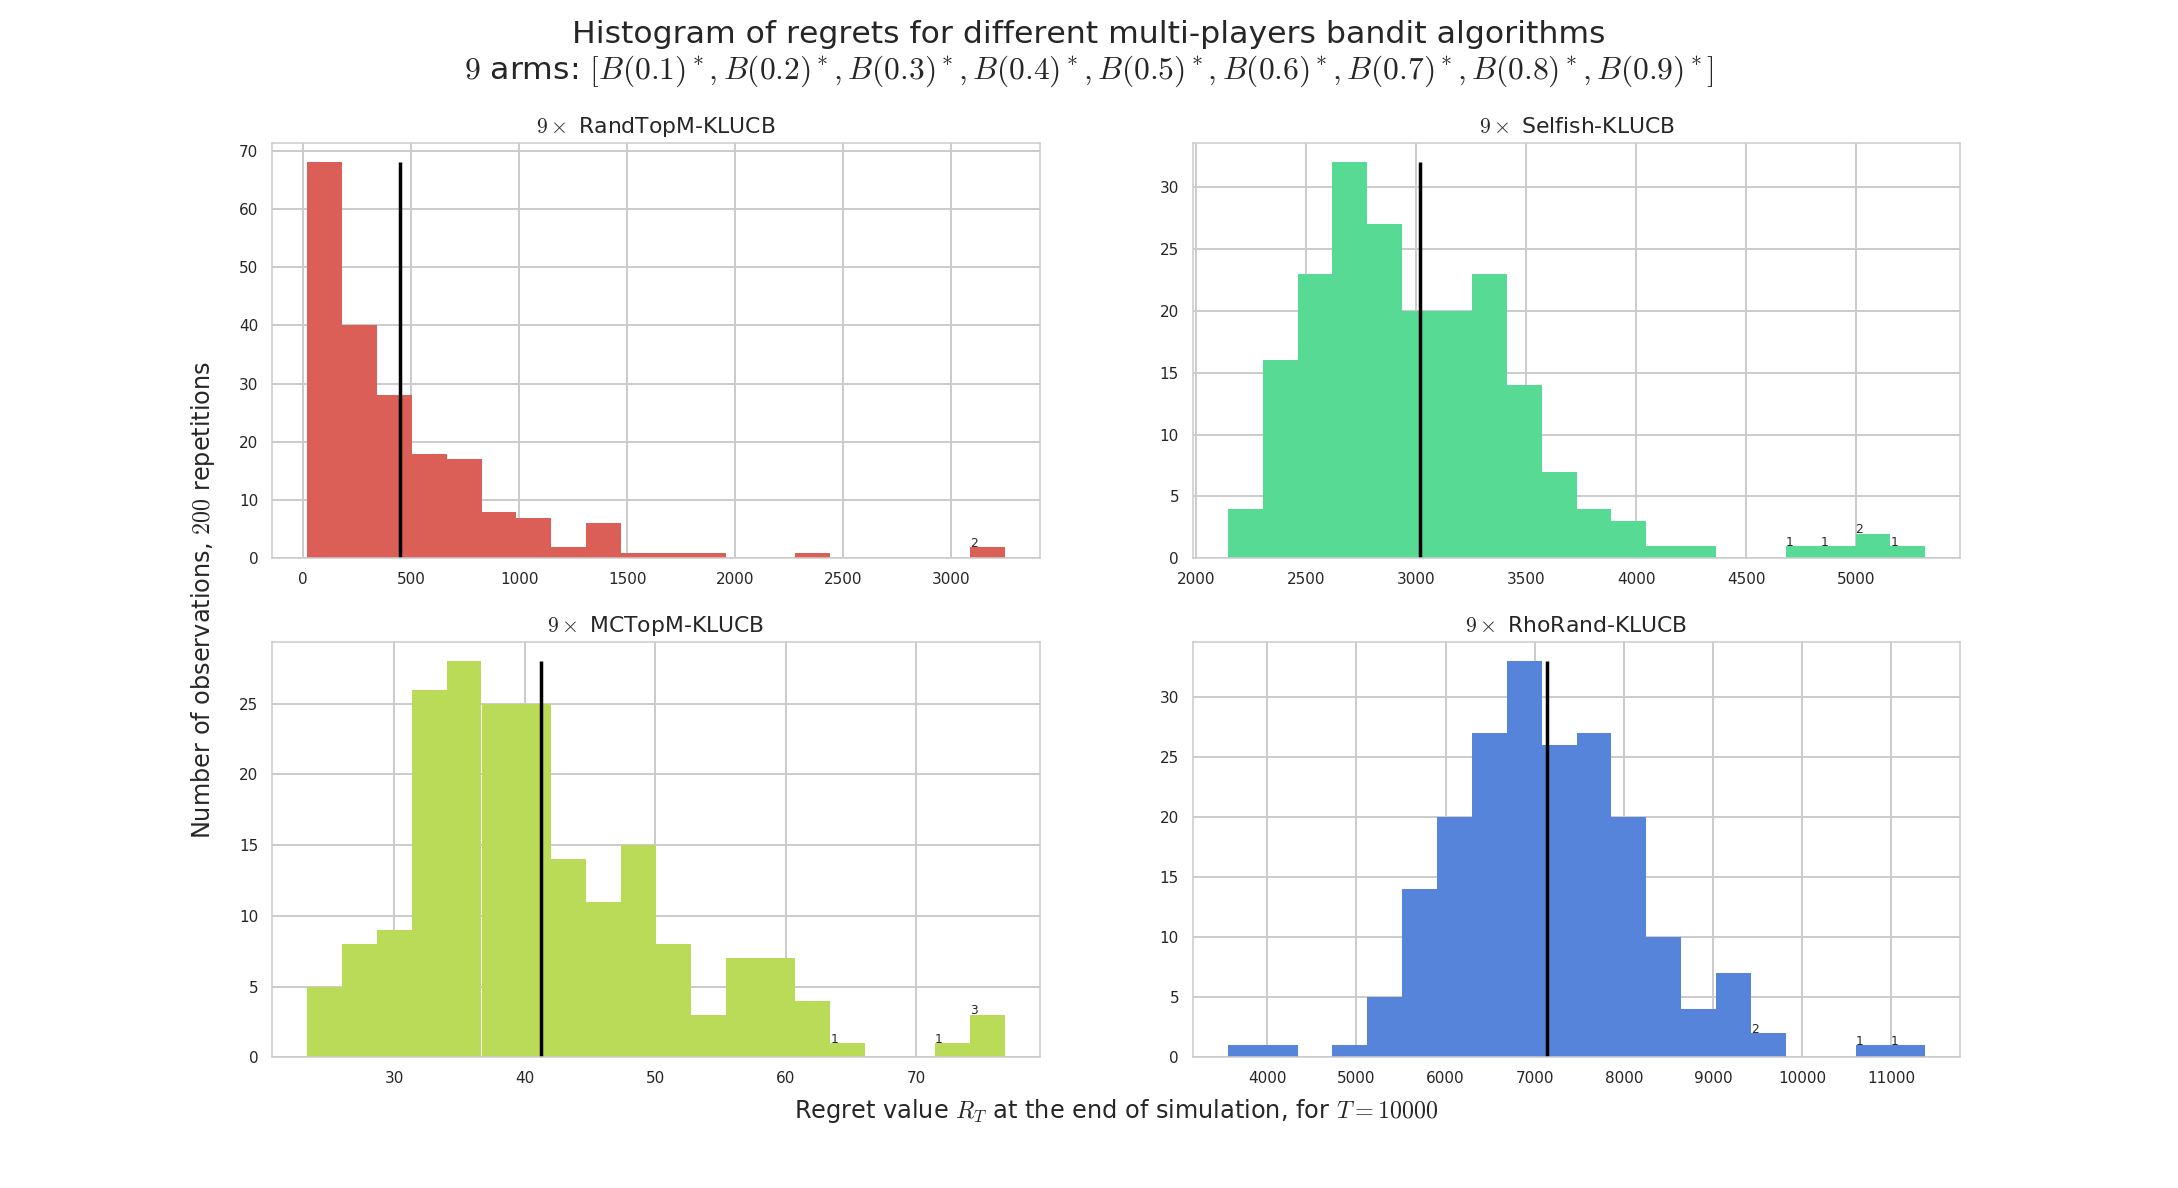 Histogram of regrets for different multi-players bandit algorithms
9 arms: [B(0.1)*, B(0.2)*, B(0.3)*, B(0.4)*, B(0.5)*, B(0.6)*, B(0.7)*, B(0.8)*, B(0.9)*]
Number of observations, 200 repetitions
9× RandTopM-KLUCB
70
60
50
40
30
20
10
0
2
0 500 1000 1500 2000 2500 3000
9× Selfish-KLUCB
30
25
20
15
10
5
0
1 1 2 1
2000 2500 3000 3500 4000 4500 5000
9× MCTopM-KLUCB
25
20
15
10
5
0
1 1 3
30 40 50 60 70
9× RhoRand-KLUCB
30
25
20
15
10
5
0
2 1 1
4000 5000 6000 7000 8000 9000 10000 11000
Regret value R_T at the end of simulation, for T = 10000